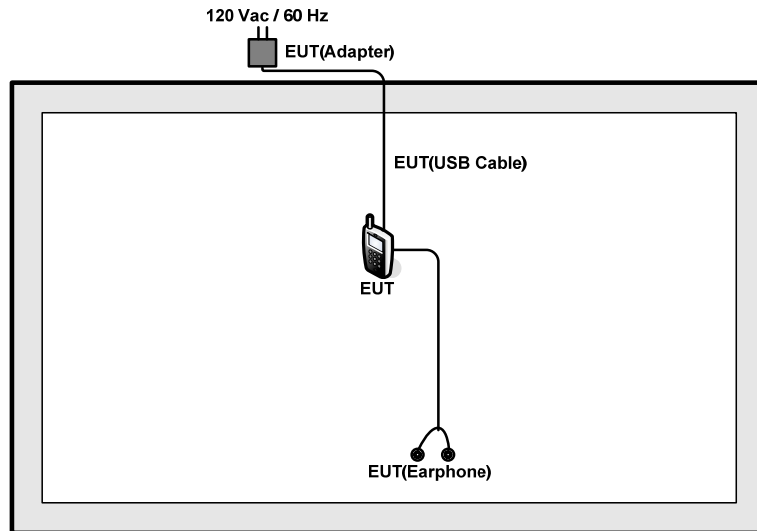 120 Vac / 60 Hz
EUT(Adapter)
EUT(USB Cable)
EUT
EUT(Earphone)